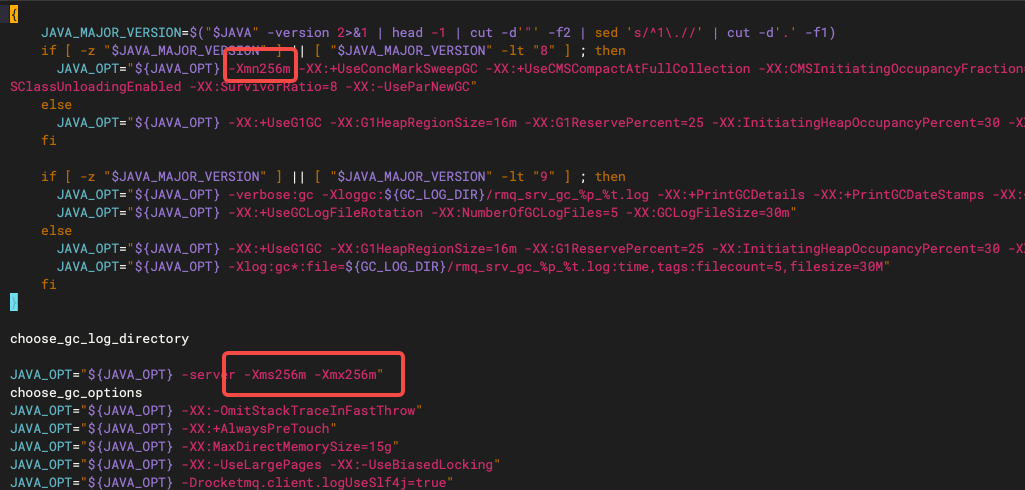 {
    JAVA_MAJOR_VERSION=$("$JAVA" -version 2>&1 | head -1 | cut -d'"' -f2 | sed 's/^1\.//' | cut -d'.' -f1)
    if [ -z "$JAVA_MAJOR_VERSION" ] || [ "$JAVA_MAJOR_VERSION" -lt "8" ] ; then
      JAVA_OPT="${JAVA_OPT} -Xmn256m -XX:+UseConcMarkSweepGC -XX:+UseCMSCompactAtFullCollection -XX:CMSInitiatingOccupancyFraction
SClassUnloadingEnabled -XX:SurvivorRatio=8 -XX:-UseParNewGC"
    else
      JAVA_OPT="${JAVA_OPT} -XX:+UseG1GC -XX:G1HeapRegionSize=16m -XX:G1ReservePercent=25 -XX:InitiatingHeapOccupancyPercent=30 -X
    fi

    if [ -z "$JAVA_MAJOR_VERSION" ] || [ "$JAVA_MAJOR_VERSION" -lt "9" ] ; then
      JAVA_OPT="${JAVA_OPT} -verbose:gc -Xloggc:${GC_LOG_DIR}/rmq_srv_gc_%p_%t.log -XX:+PrintGCDetails -XX:+PrintGCDateStamps -XX:
      JAVA_OPT="${JAVA_OPT} -XX:+UseGCLogFileRotation -XX:NumberOfGCLogFiles=5 -XX:GCLogFileSize=30m"
    else
      JAVA_OPT="${JAVA_OPT} -XX:+UseG1GC -XX:G1HeapRegionSize=16m -XX:G1ReservePercent=25 -XX:InitiatingHeapOccupancyPercent=30 -X
      JAVA_OPT="${JAVA_OPT} -Xlog:gc*:file=${GC_LOG_DIR}/rmq_srv_gc_%p_%t.log:time,tags:filecount=5,filesize=30M"
    fi
}

choose_gc_log_directory

JAVA_OPT="${JAVA_OPT} -server -Xms256m -Xmx256m"
choose_gc_options
JAVA_OPT="${JAVA_OPT} -XX:-OmitStackTraceInFastThrow"
JAVA_OPT="${JAVA_OPT} -XX:+AlwaysPreTouch"
JAVA_OPT="${JAVA_OPT} -XX:MaxDirectMemorySize=15g"
JAVA_OPT="${JAVA_OPT} -XX:-UseLargePages -XX:-UseBiasedLocking"
JAVA_OPT="${JAVA_OPT} -Drocketmq.client.logUseSlf4j=true"